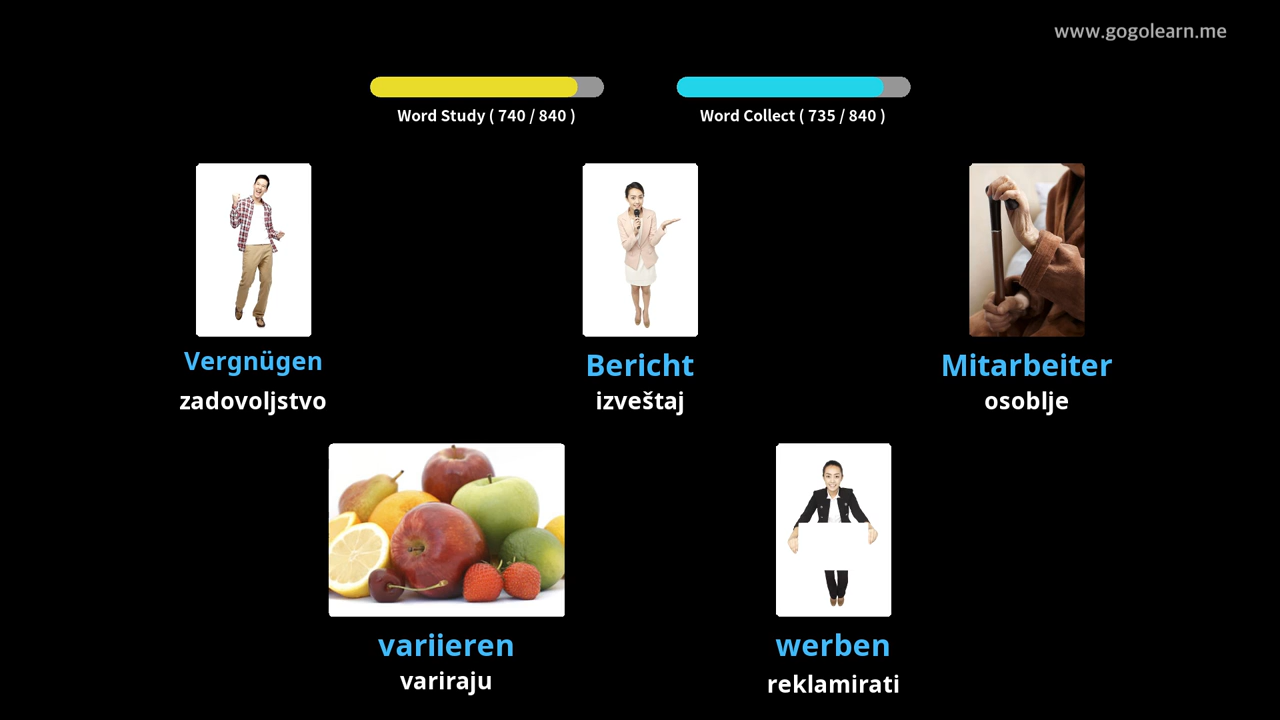 www.gogolearn.me
Word Study ( 740 / 840 )
Word Collect ( 735 / 840 )
Vergnügen
zadovoljstvo
Bericht
izveštaj
Mitarbeiter
osoblje
variieren
variraju
werben
reklamirati